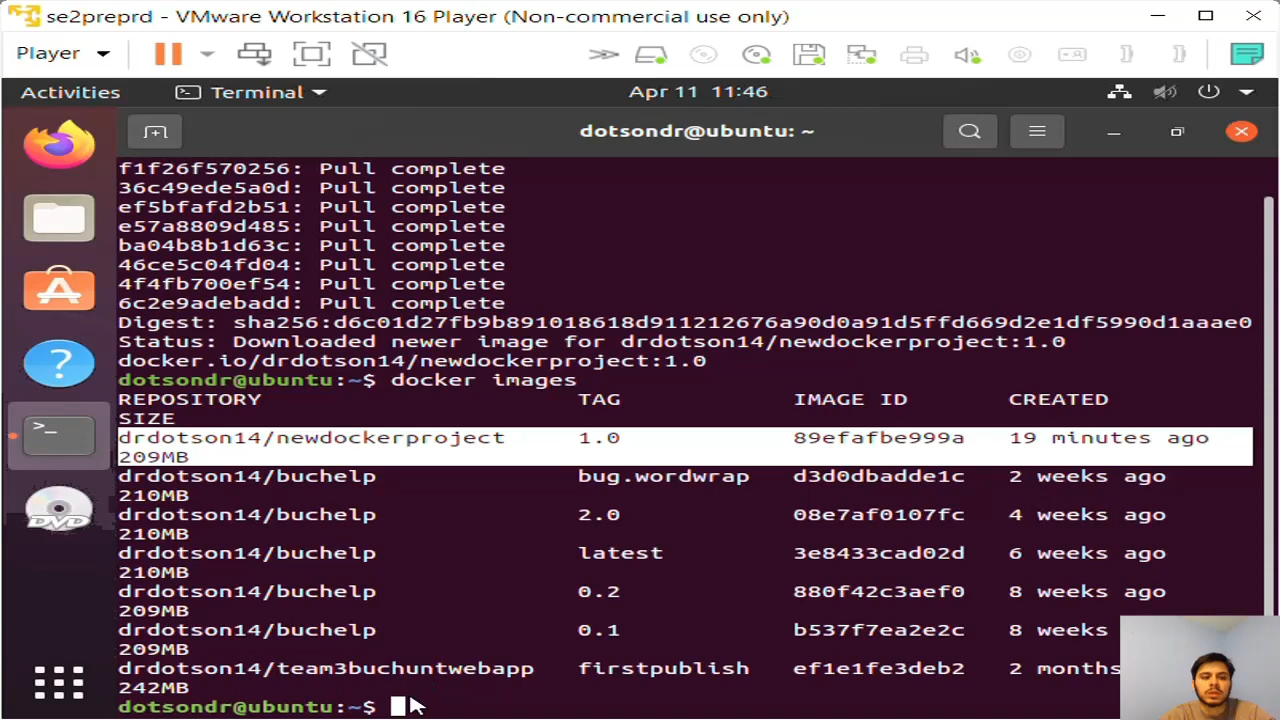 se2preprd - VMware Workstation 16 Player (Non-commercial use only)
Player
Activities
Terminal
Apr 11 11:46
dotsondr@ubuntu: ~
f1f26f570256: Pull complete
36c49ede5a0d: Pull complete
ef5bfafd2b51: Pull complete
e57a8809d485: Pull complete
ba04b8b1d63c: Pull complete
46ce5c04fd04: Pull complete
4f4fb700ef54: Pull complete
6c2e9adebadd: Pull complete
Digest: sha256:d6c01d27fb9b891018618d911212676a90d0a91d5ffd669d2e1df5990d1aaae0
Status: Downloaded newer image for drdotson14/newdockerproject:1.0
docker.io/drdotson14/newdockerproject:1.0
dotsondr@ubuntu:~$ docker images
REPOSITORY TAG IMAGE ID CREATED
SIZE
drdotson14/newdockerproject 1.0 89efafbe999a 19 minutes ago
209MB
drdotson14/buchelp bug.wordwrap d3d0dbadde1c 2 weeks ago
210MB
drdotson14/buchelp 2.0 08e7af0107fc 4 weeks ago
210MB
drdotson14/buchelp latest 3e8433cad02d 6 weeks ago
210MB
drdotson14/buchelp 0.2 880f42c3aef0 8 weeks ago
209MB
drdotson14/buchelp 0.1 b537f7ea2e2c 8 weeks
209MB
drdotson14/team3buchuntwebapp firstpublish ef1e1fe3deb2 2 months
242MB
dotsondr@ubuntu:~$
DVD